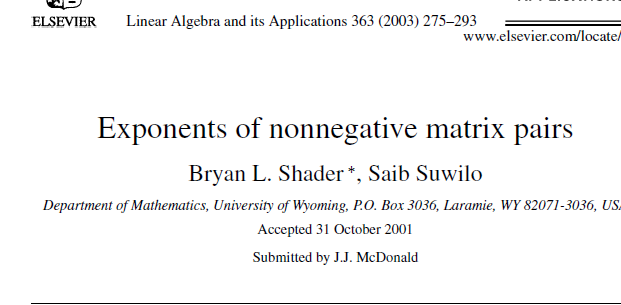 ELSEVIER
Linear Algebra and its Applications 363 (2003) 275–293
www.elsevier.com/locate/
Exponents of nonnegative matrix pairs
Bryan L. Shader *, Saib Suwilo
Department of Mathematics, University of Wyoming, P.O. Box 3036, Laramie, WY 82071-3036, USA
Accepted 31 October 2001
Submitted by J.J. McDonald